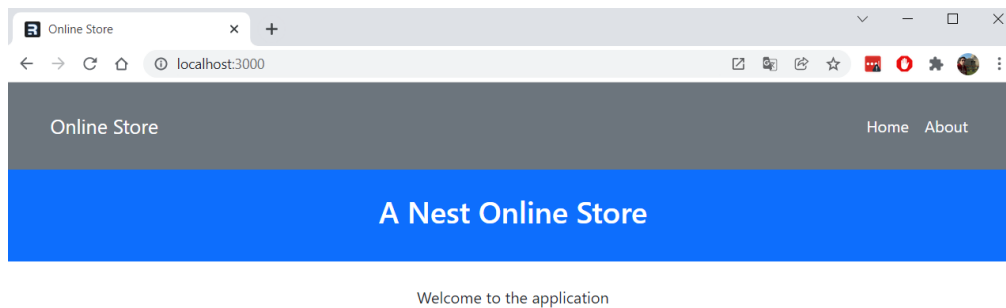 Online Store
localhost:3000
Online Store
Home About
A Nest Online Store
Welcome to the application